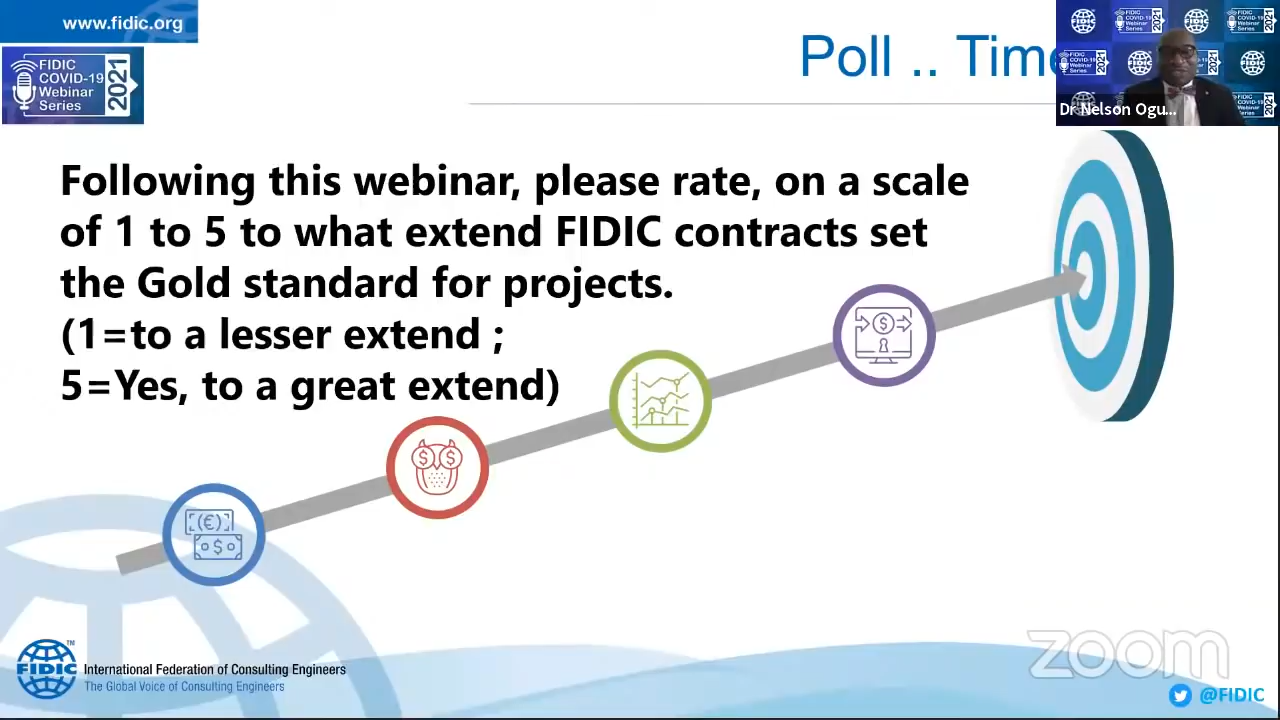 www.fidic.org
FIDIC
COVID-19
Webinar
Series
2021
Poll .. Time
Dr Nelson Ogu...
Following this webinar, please rate, on a scale
of 1 to 5 to what extend FIDIC contracts set
the Gold standard for projects.
(1=to a lesser extend ;
5=Yes, to a great extend)
FIDIC
TM
International Federation of Consulting Engineers
The Global Voice of Consulting Engineers
zoom
@FIDIC